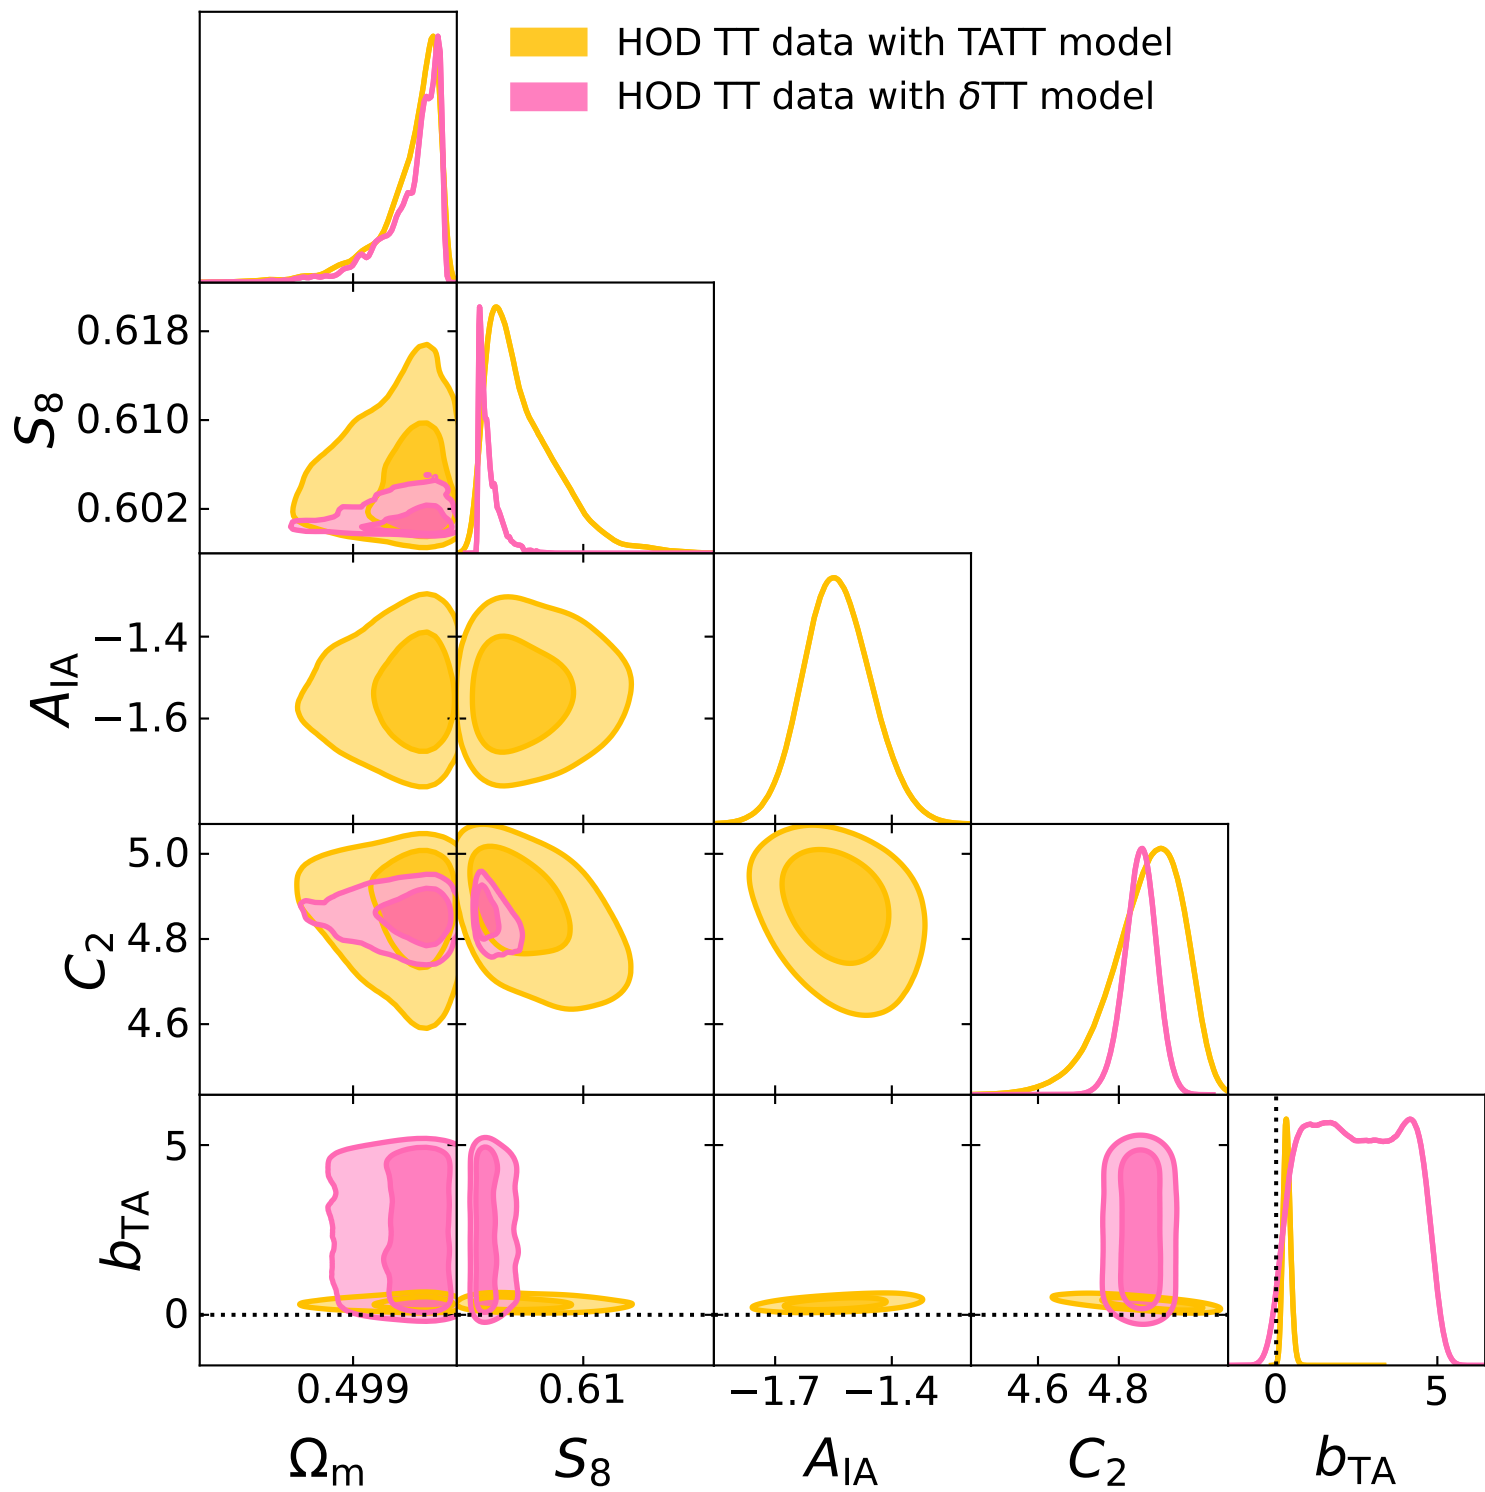 HOD TT data with TATT model
HOD TT data with δTT model
0.618
0.610
0.602
S8
−1.4
−1.6
AIA
5.0
4.8
4.6
C2
5
0
bTA
0.499
0.61
−1.7 −1.4
4.6 4.8
0 5
Ωm
S8
AIA
C2
bTA